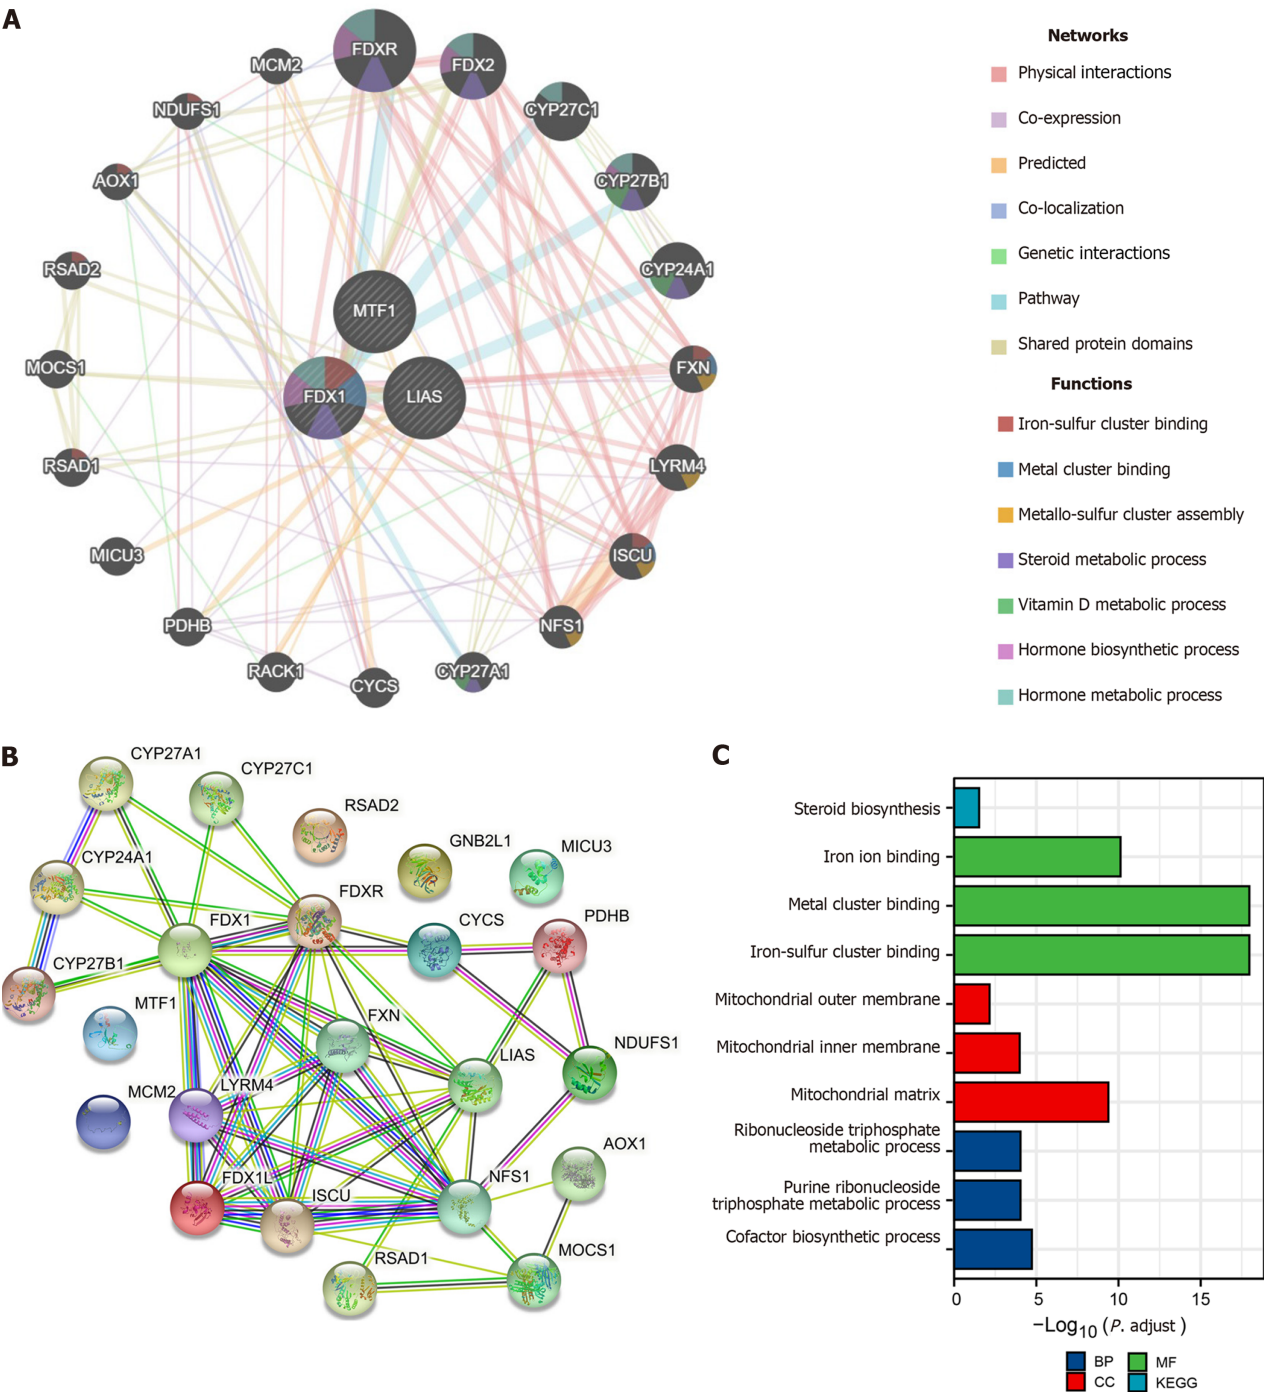 A
FDXR
FDX2
MCM2
CYP27C1
NDUFS1
CYP27B1
AOX1
RSAD2
CYP24A1
MTF1
MOCS1
FXN
FDX1
LIAS
RSAD1
LYRM4
MICU3
ISCU
PDHB
NFS1
RACK1
CYCS
CYP27A1
Networks
Physical interactions
Co-expression
Predicted
Co-localization
Genetic interactions
Pathway
Shared protein domains
Functions
Iron-sulfur cluster binding
Metal cluster binding
Metallo-sulfur cluster assembly
Steroid metabolic process
Vitamin D metabolic process
Hormone biosynthetic process
Hormone metabolic process
B
CYP27A1
CYP27C1
RSAD2
GNB2L1
MICU3
CYP24A1
FDXR
FDX1
CYCS
PDHB
CYP27B1
MTF1
FXN
LIAS
NDUFS1
MCM2
LYRM4
AOX1
FDX1L
ISCU
NFS1
RSAD1
MOCS1
C
Steroid biosynthesis
Iron ion binding
Metal cluster binding
Iron-sulfur cluster binding
Mitochondrial outer membrane
Mitochondrial inner membrane
Mitochondrial matrix
Ribonucleoside triphosphate
metabolic process
Purine ribonucleoside
triphosphate metabolic process
Cofactor biosynthetic process
0 5 10 15
−Log10 (P. adjust )
BP MF
CC KEGG